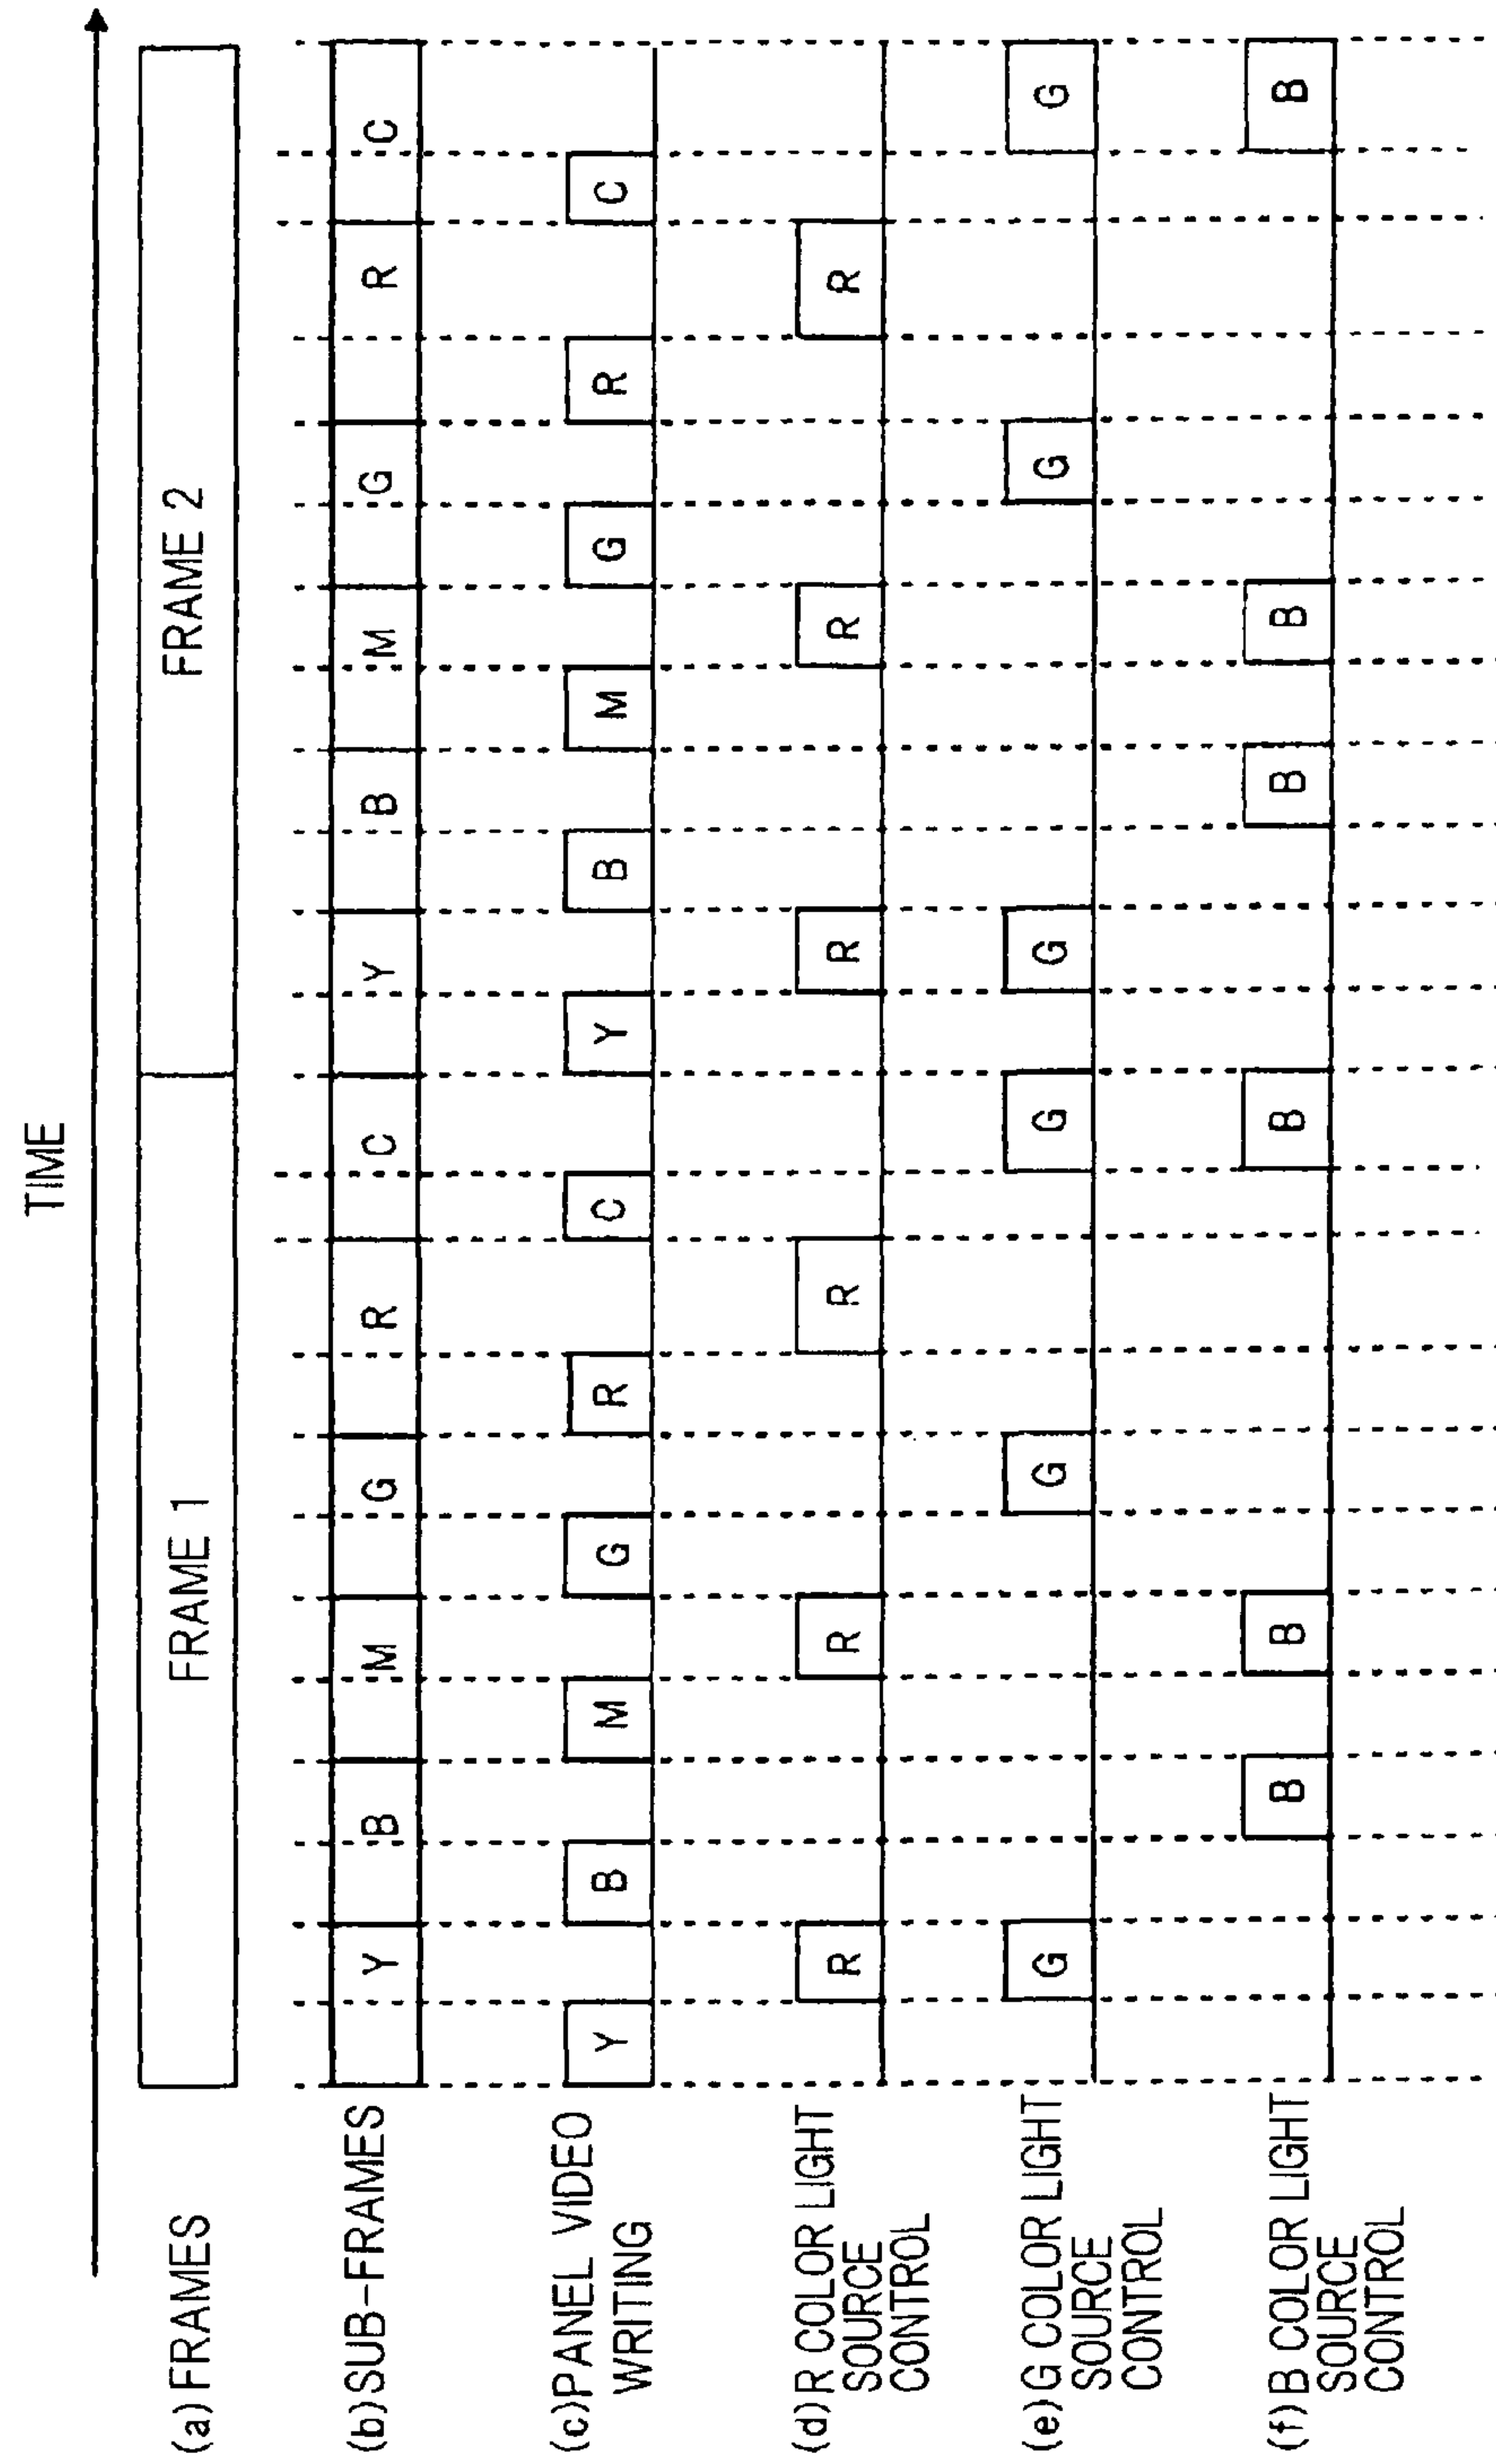 TIME
(a) FRAMES
FRAME 1
FRAME 2
(b) SUB-FRAMES
Y
B
M
G
R
C
Y
B
M
G
R
C
(c) PANEL VIDEO
WRITING
Y
B
M
G
R
C
Y
B
M
G
R
C
(d) R COLOR LIGHT
SOURCE
CONTROL
R
R
R
R
R
R
(e) G COLOR LIGHT
SOURCE
CONTROL
G
G
G
G
G
G
(f) B COLOR LIGHT
SOURCE
CONTROL
B
B
B
B
B
B